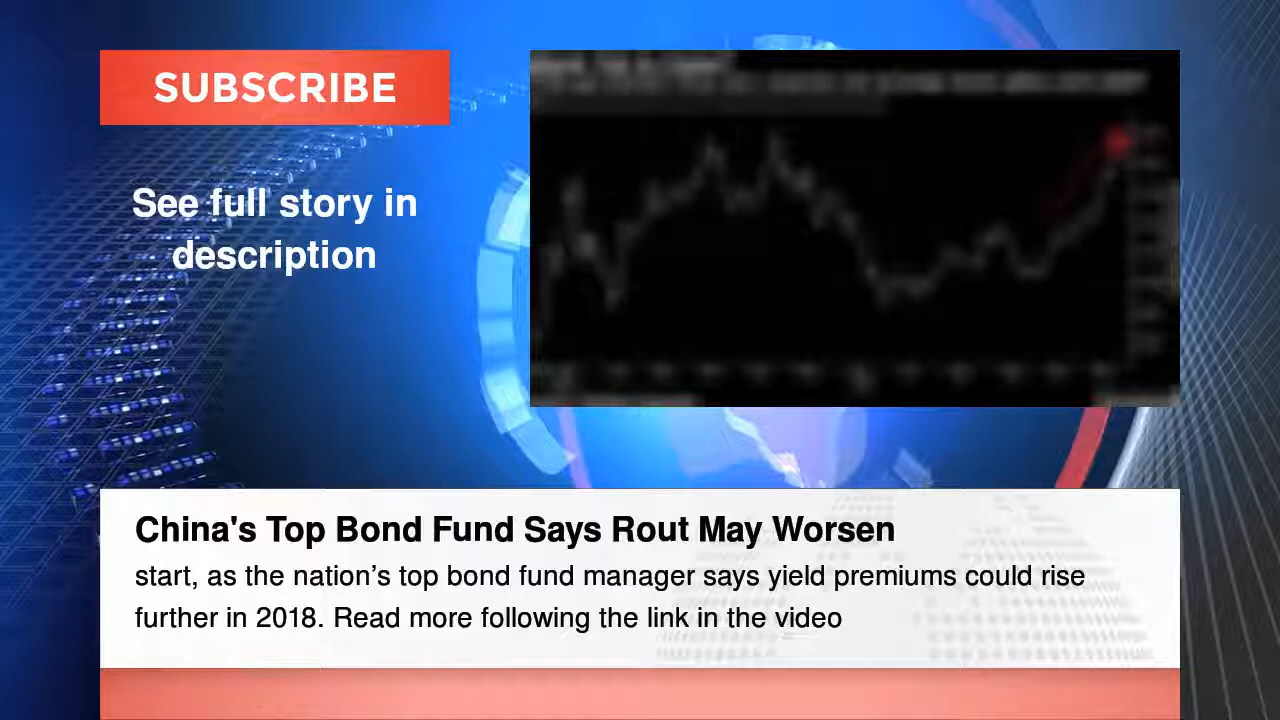 SUBSCRIBE
See full story in
description
China's Top Bond Fund Says Rout May Worsen
start, as the nation’s top bond fund manager says yield premiums could rise
further in 2018. Read more following the link in the video